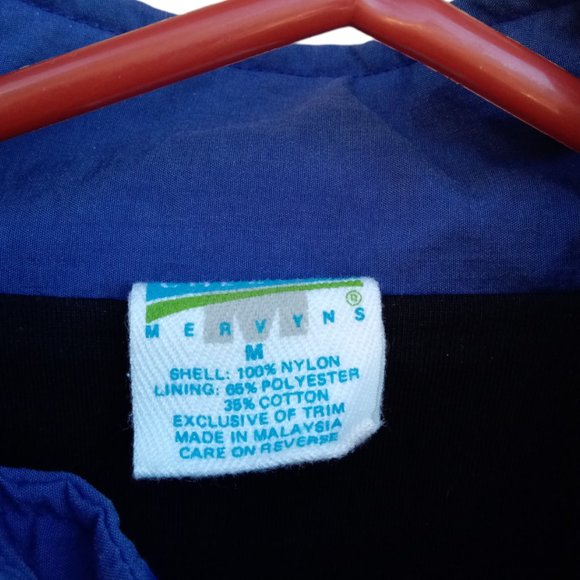 ®
MERVYNS
M
SHELL: 100% NYLON
LINING: 65% POLYESTER
35% COTTON
EXCLUSIVE OF TRIM
MADE IN MALAYSIA
CARE ON REVERSE